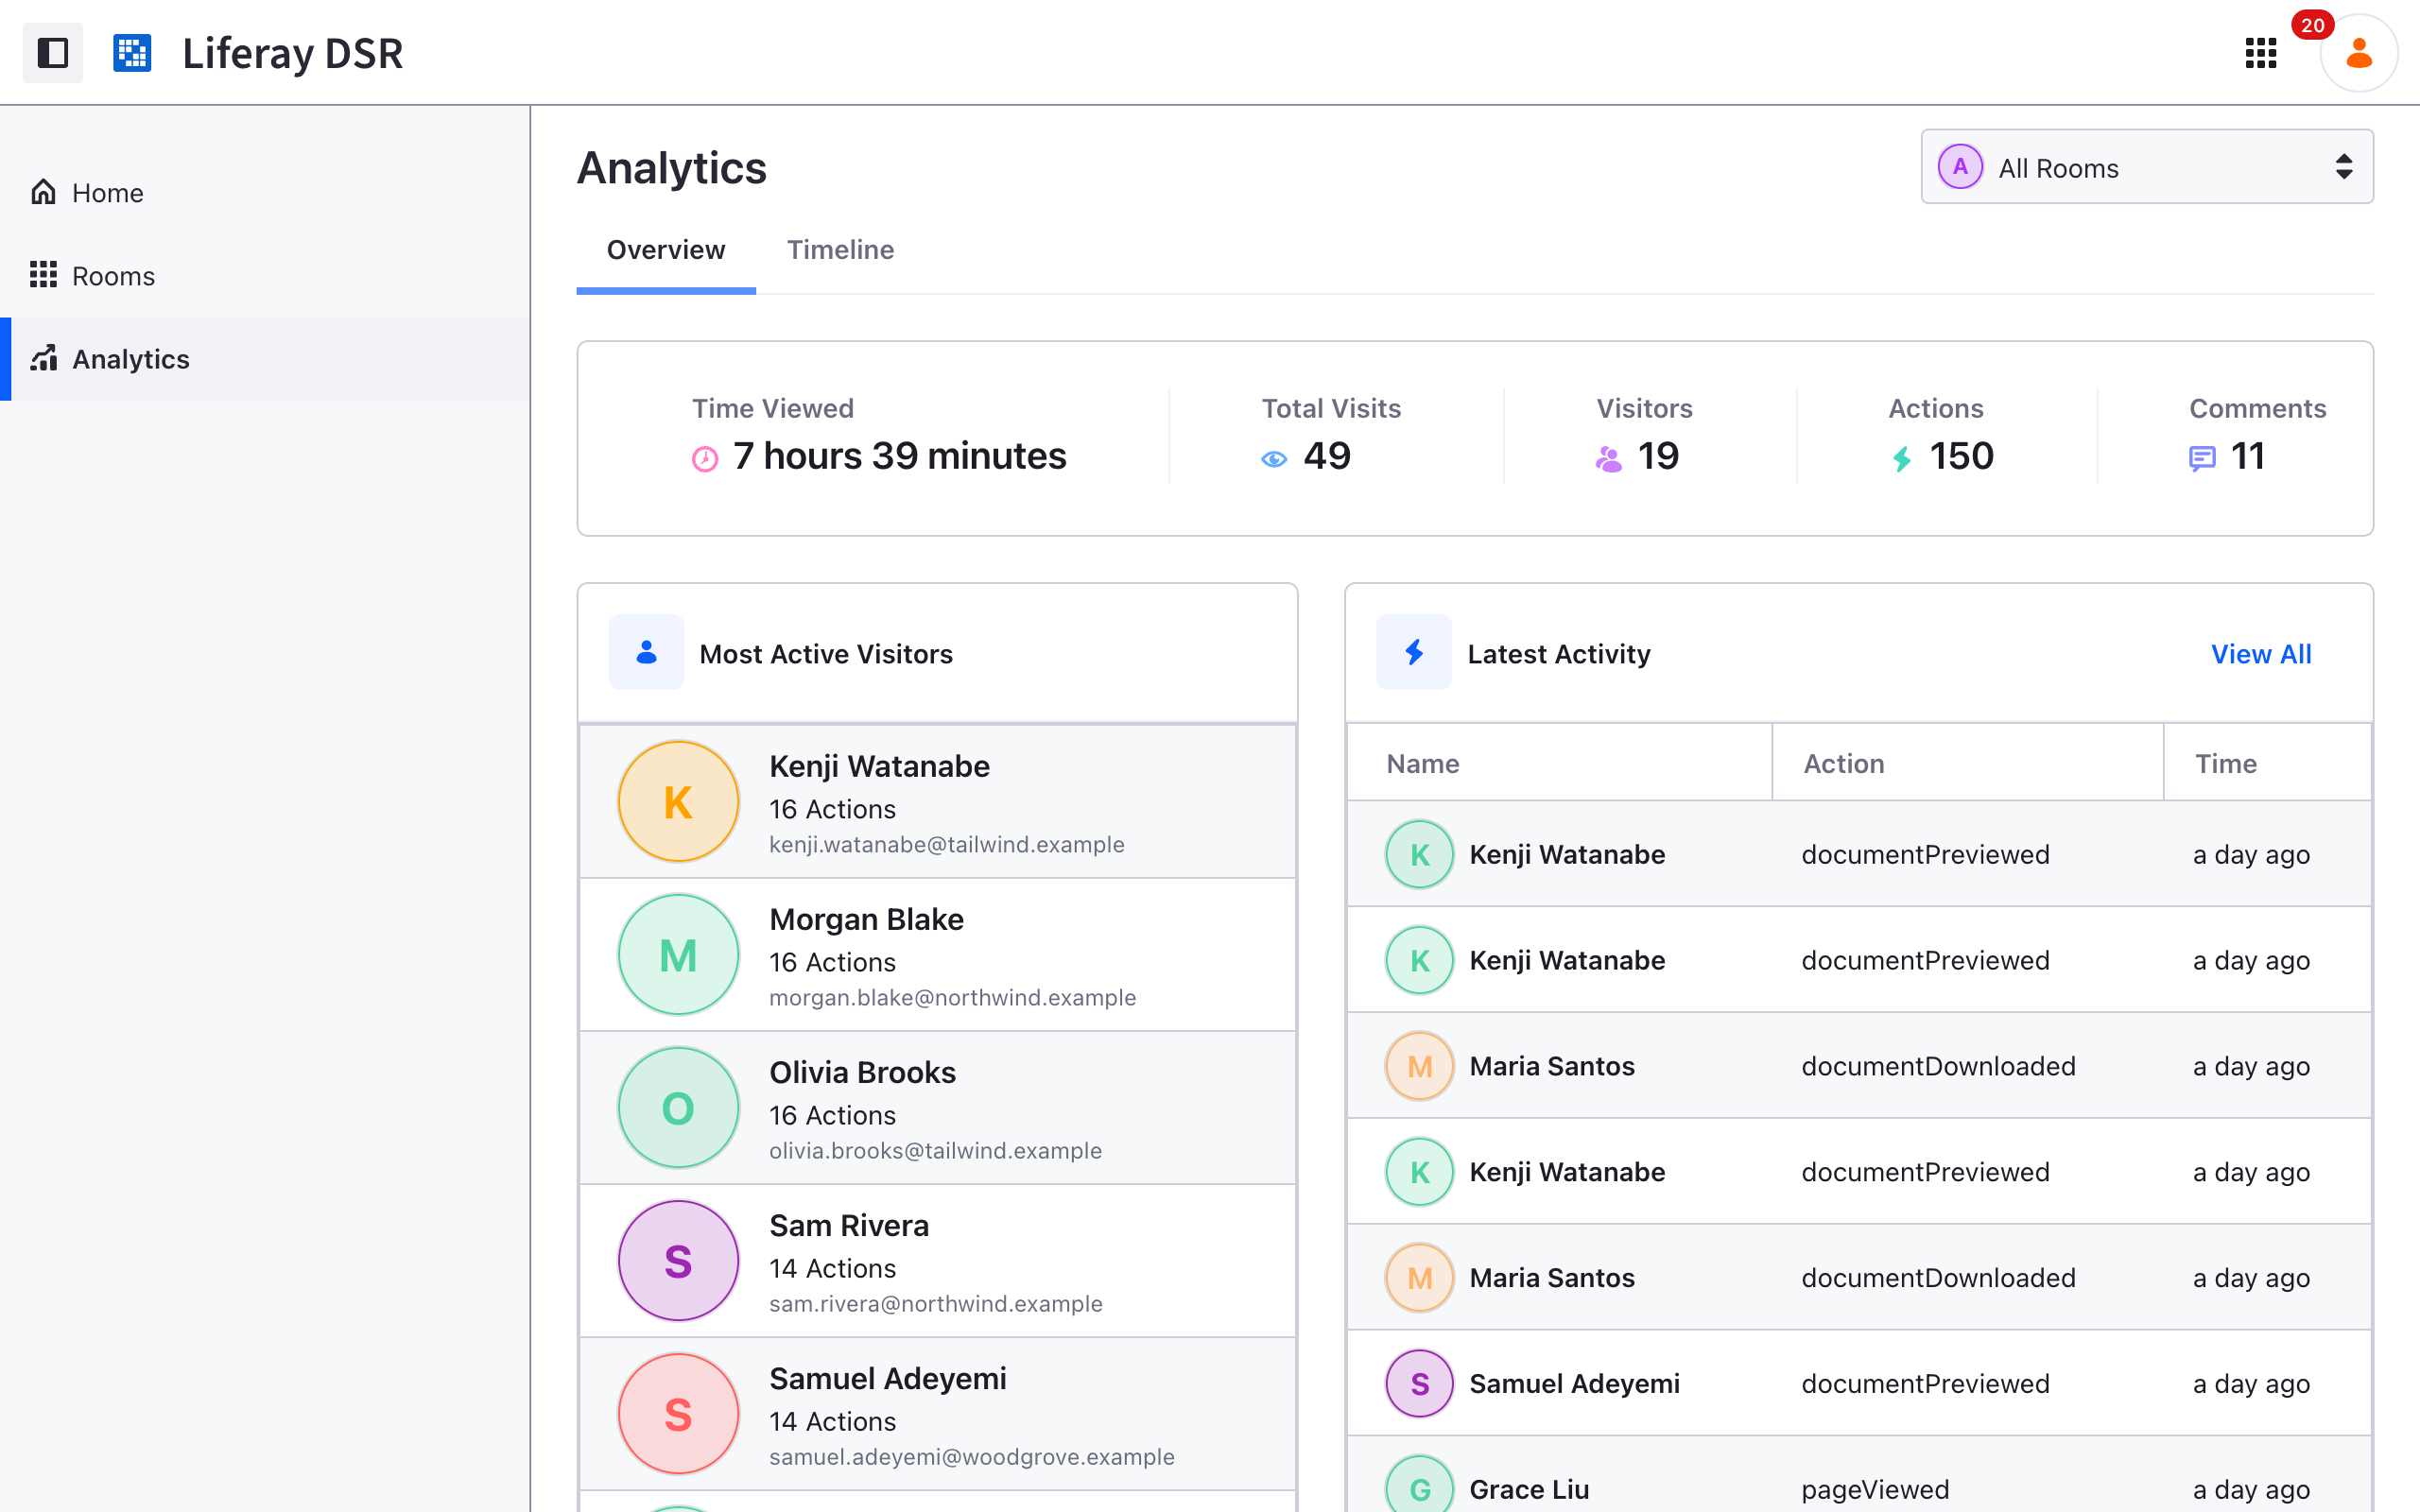 Liferay DSR
20
Home
Rooms
Analytics
Analytics
A All Rooms
Overview Timeline
Time Viewed
7 hours 39 minutes
Total Visits
49
Visitors
19
Actions
150
Comments
11
Most Active Visitors
K
Kenji Watanabe
16 Actions
kenji.watanabe@tailwind.example
M
Morgan Blake
16 Actions
morgan.blake@northwind.example
O
Olivia Brooks
16 Actions
olivia.brooks@tailwind.example
S
Sam Rivera
14 Actions
sam.rivera@northwind.example
S
Samuel Adeyemi
14 Actions
samuel.adeyemi@woodgrove.example
Latest Activity View All
Name Action Time
K Kenji Watanabe documentPreviewed a day ago
K Kenji Watanabe documentPreviewed a day ago
M Maria Santos documentDownloaded a day ago
K Kenji Watanabe documentPreviewed a day ago
M Maria Santos documentDownloaded a day ago
S Samuel Adeyemi documentPreviewed a day ago
G Grace Liu pageViewed a day ago